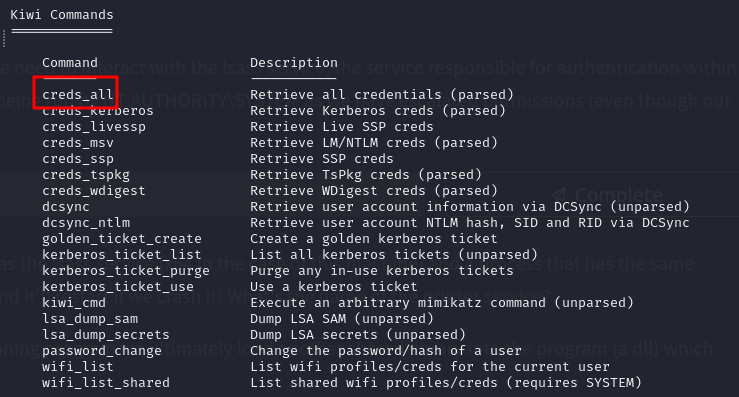 Kiwi Commands
=============
Command Description
------- -----------
creds_all Retrieve all credentials (parsed)
creds_kerberos Retrieve Kerberos creds (parsed)
creds_livessp Retrieve Live SSP creds
creds_msv Retrieve LM/NTLM creds (parsed)
creds_ssp Retrieve SSP creds
creds_tspkg Retrieve TsPkg creds (parsed)
creds_wdigest Retrieve WDigest creds (parsed)
dcsync Retrieve user account information via DCSync (unparsed)
dcsync_ntlm Retrieve user account NTLM hash, SID and RID via DCSync
golden_ticket_create Create a golden kerberos ticket
kerberos_ticket_list List all kerberos tickets (unparsed)
kerberos_ticket_purge Purge any in-use kerberos tickets
kerberos_ticket_use Use a kerberos ticket
kiwi_cmd Execute an arbitrary mimikatz command (unparsed)
lsa_dump_sam Dump LSA SAM (unparsed)
lsa_dump_secrets Dump LSA secrets (unparsed)
password_change Change the password/hash of a user
wifi_list List wifi profiles/creds for the current user
wifi_list_shared List shared wifi profiles/creds (requires SYSTEM)
Complete